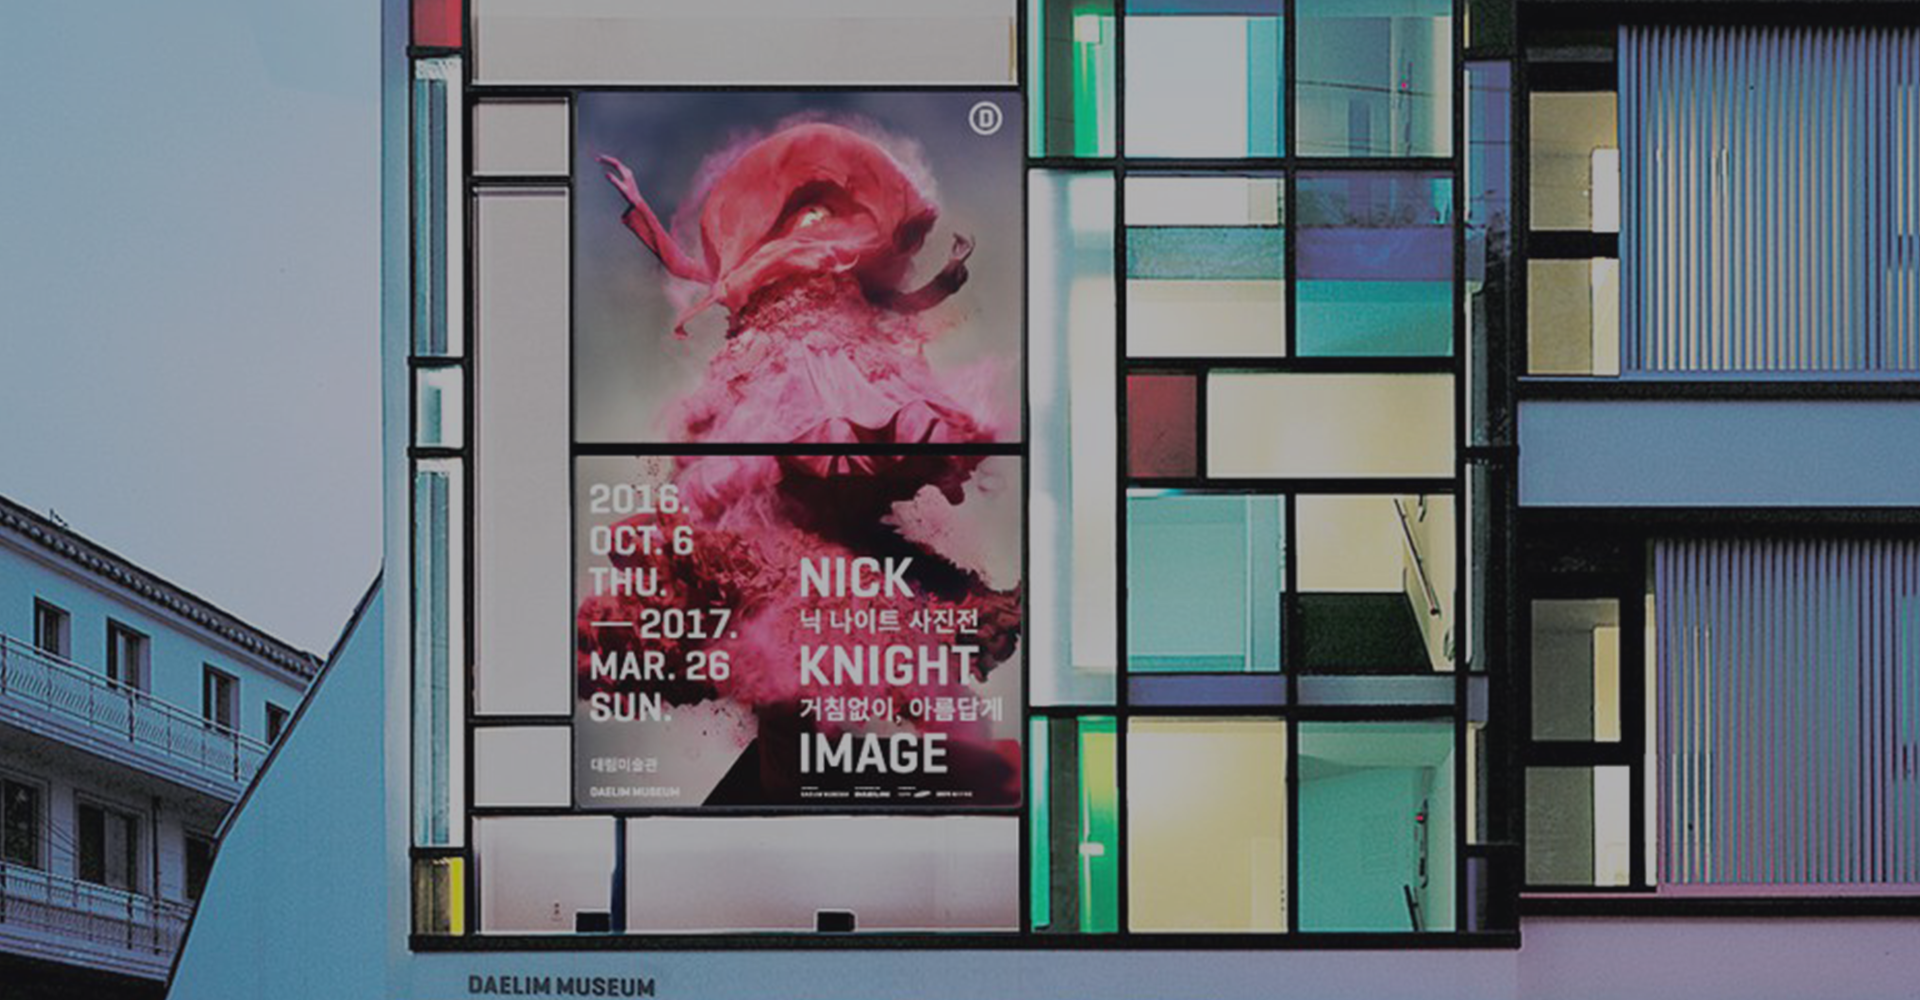 D
2016.
OCT. 6
THU.
—2017.
MAR. 26
SUN.
NICK
닉 나이트 사진전
KNIGHT
거침없이, 아름답게
IMAGE
대림미술관
DAELIM MUSEUM
DAELIM MUSEUM